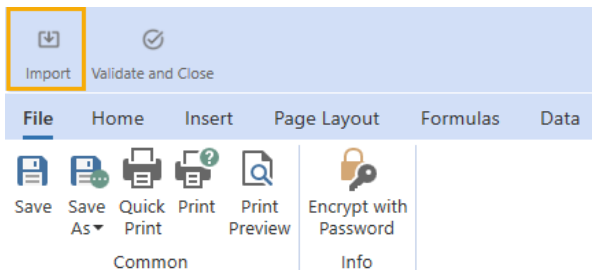 Import Validate and Close
File Home Insert Page Layout Formulas Data
Save Save Quick Print Print Encrypt with
As Print Preview Password
Common Info